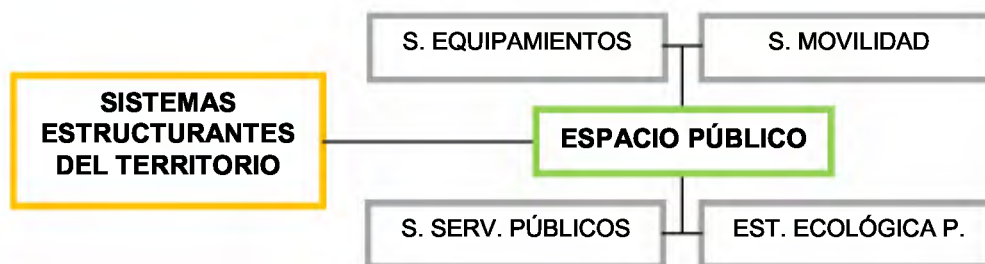 S. EQUIPAMIENTOS
S. MOVILIDAD
SISTEMAS
ESTRUCTURANTES
DEL TERRITORIO
ESPACIO PÚBLICO
S. SERV. PÚBLICOS
EST. ECOLÓGICA P.